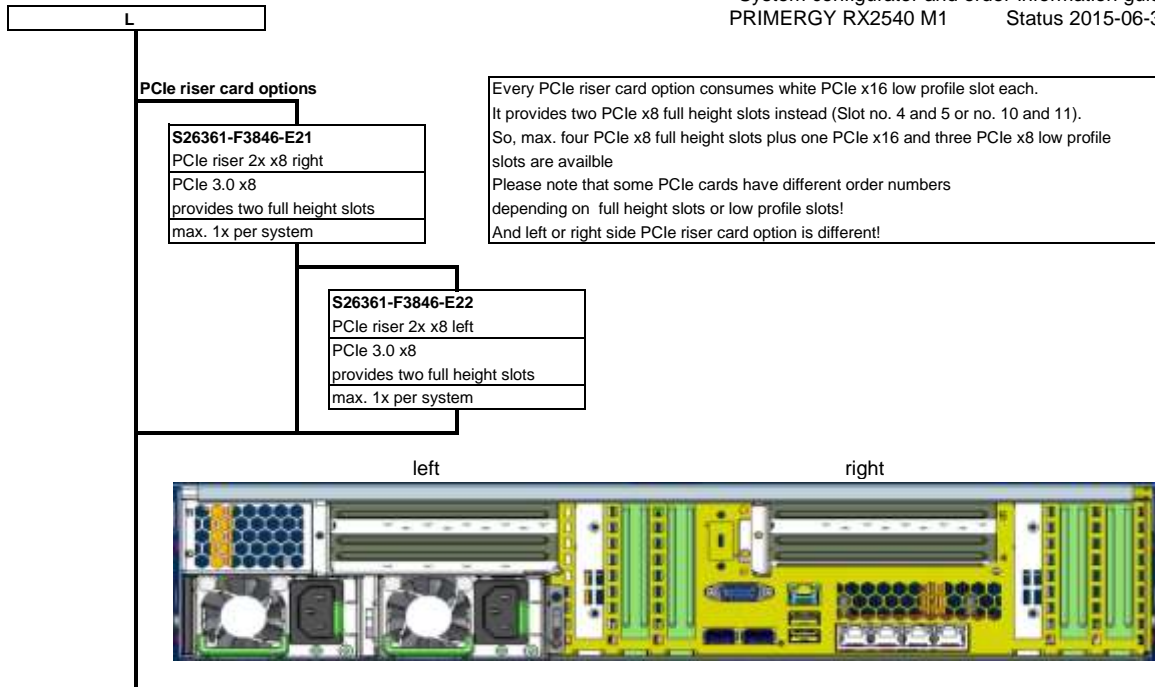 System configurator and order information guid
PRIMERGY RX2540 M1 Status 2015-06-3
L
PCIe riser card options
S26361-F3846-E21
PCIe riser 2x x8 right
PCIe 3.0 x8
provides two full height slots
max. 1x per system
Every PCIe riser card option consumes white PCIe x16 low profile slot each.
It provides two PCIe x8 full height slots instead (Slot no. 4 and 5 or no. 10 and 11).
So, max. four PCIe x8 full height slots plus one PCIe x16 and three PCIe x8 low profile
slots are availble
Please note that some PCIe cards have different order numbers
depending on full height slots or low profile slots!
And left or right side PCIe riser card option is different!
S26361-F3846-E22
PCIe riser 2x x8 left
PCIe 3.0 x8
provides two full height slots
max. 1x per system
left
right